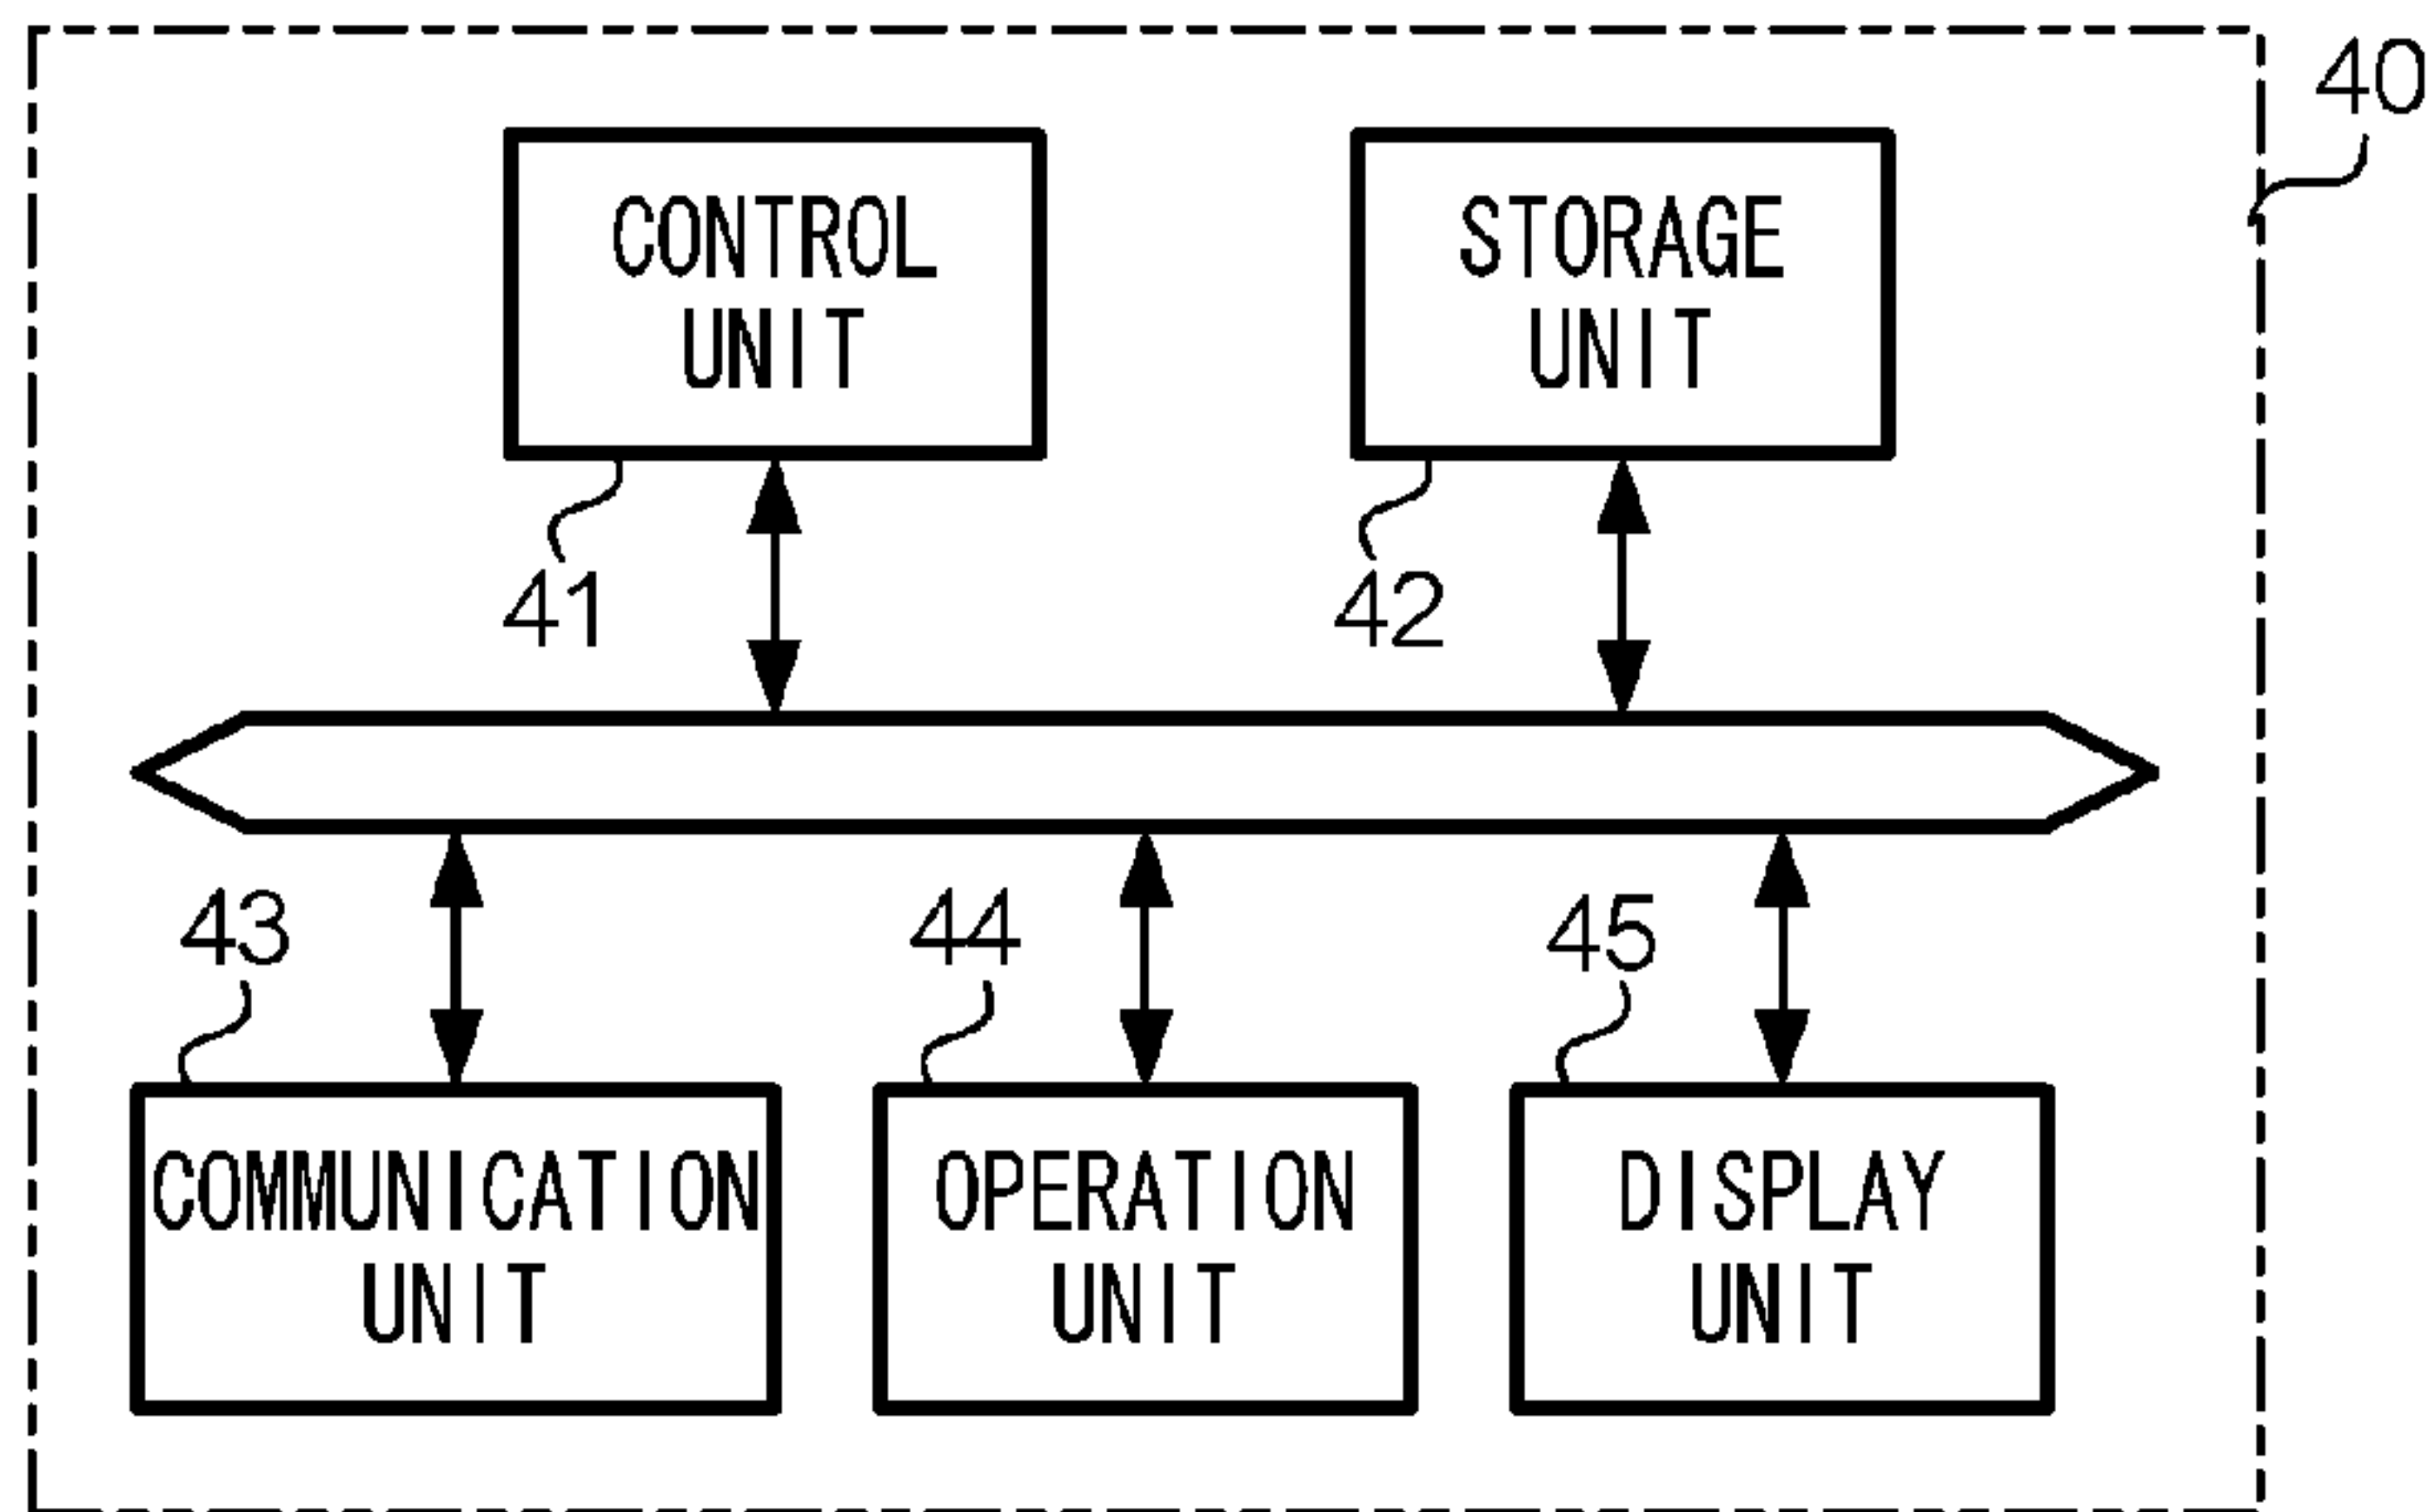 40
CONTROL
UNIT
STORAGE
UNIT
41
42
43
44
45
COMMUNICATION
UNIT
OPERATION
UNIT
DISPLAY
UNIT